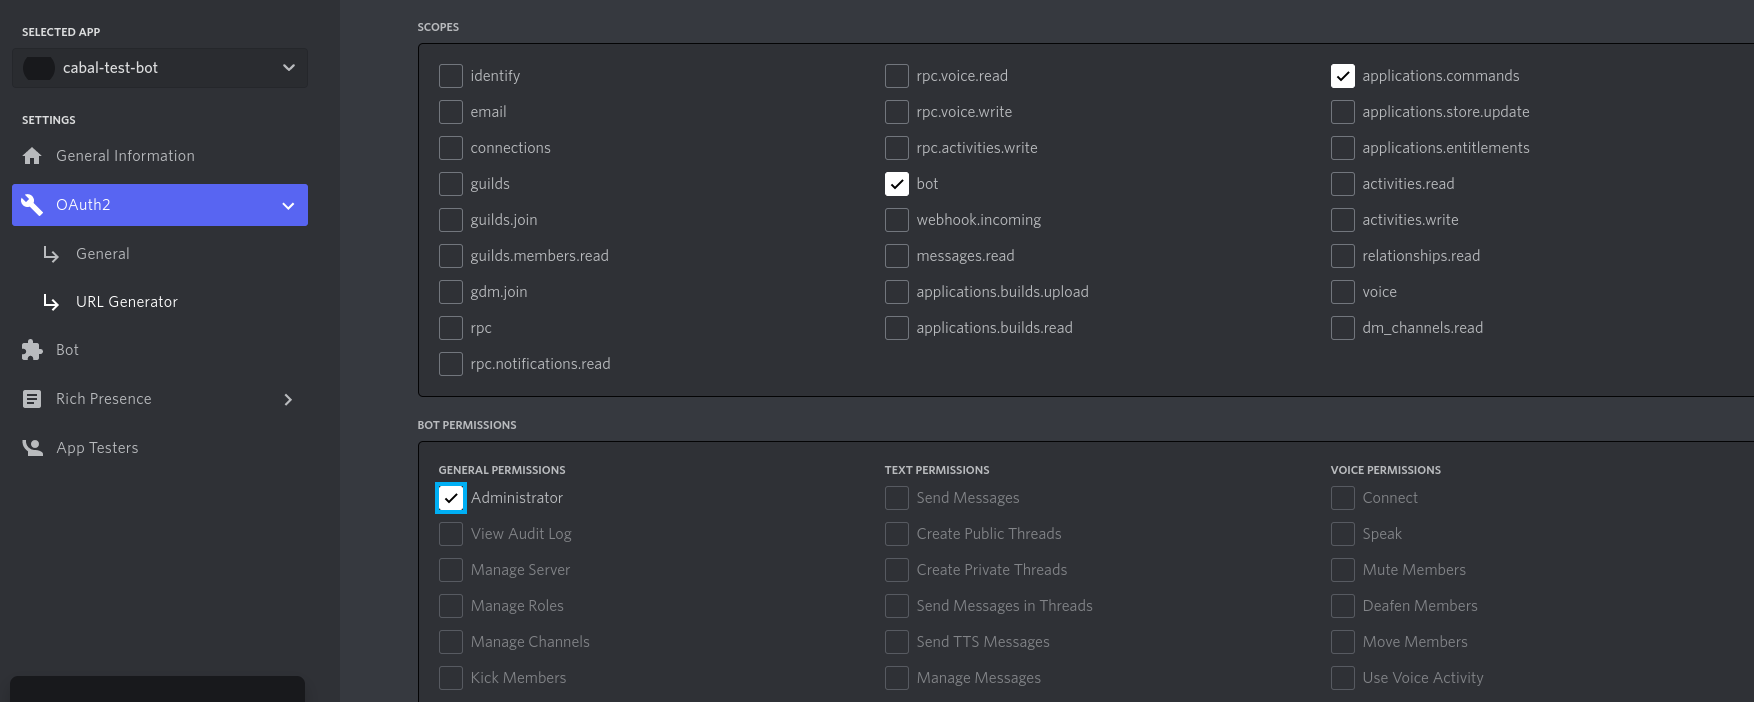 SELECTED APP
cabal-test-bot
SETTINGS
General Information
OAuth2
General
URL Generator
Bot
Rich Presence
App Testers
SCOPES
identify
email
connections
guilds
guilds.join
guilds.members.read
gdm.join
rpc
rpc.notifications.read
rpc.voice.read
rpc.voice.write
rpc.activities.write
bot
webhook.incoming
messages.read
applications.builds.upload
applications.builds.read
applications.commands
applications.store.update
applications.entitlements
activities.read
activities.write
relationships.read
voice
dm_channels.read
BOT PERMISSIONS
GENERAL PERMISSIONS
Administrator
View Audit Log
Manage Server
Manage Roles
Manage Channels
Kick Members
TEXT PERMISSIONS
Send Messages
Create Public Threads
Create Private Threads
Send Messages in Threads
Send TTS Messages
Manage Messages
VOICE PERMISSIONS
Connect
Speak
Mute Members
Deafen Members
Move Members
Use Voice Activity